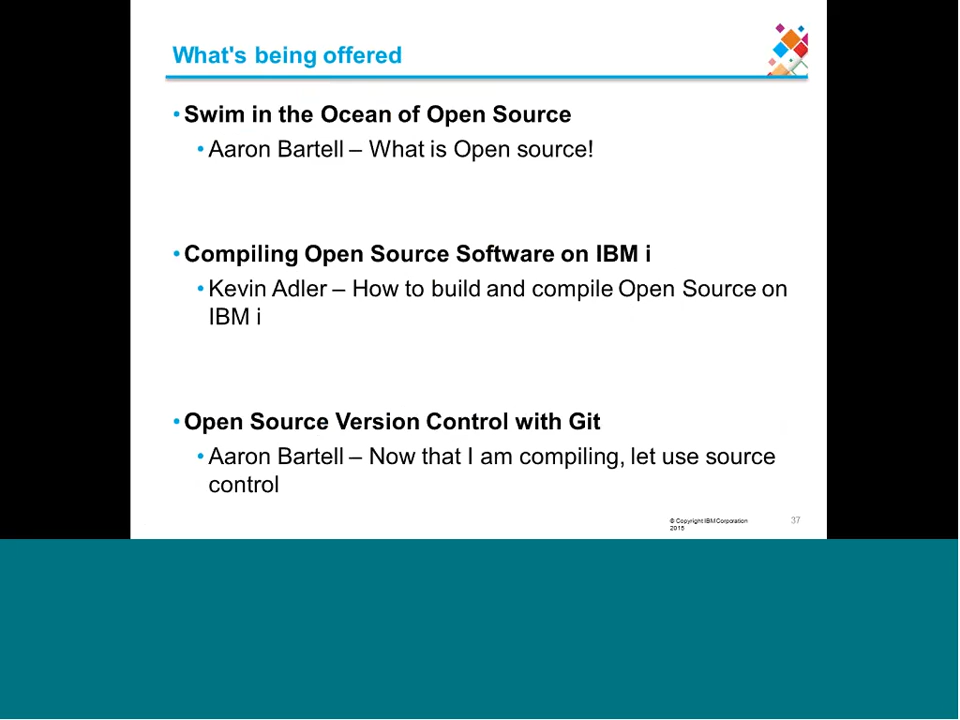 What's being offered
• Swim in the Ocean of Open Source
• Aaron Bartell – What is Open source!
• Compiling Open Source Software on IBM i
• Kevin Adler – How to build and compile Open Source on
IBM i
• Open Source Version Control with Git
• Aaron Bartell – Now that I am compiling, let use source
control
© Copyright IBM Corporation
2015
37